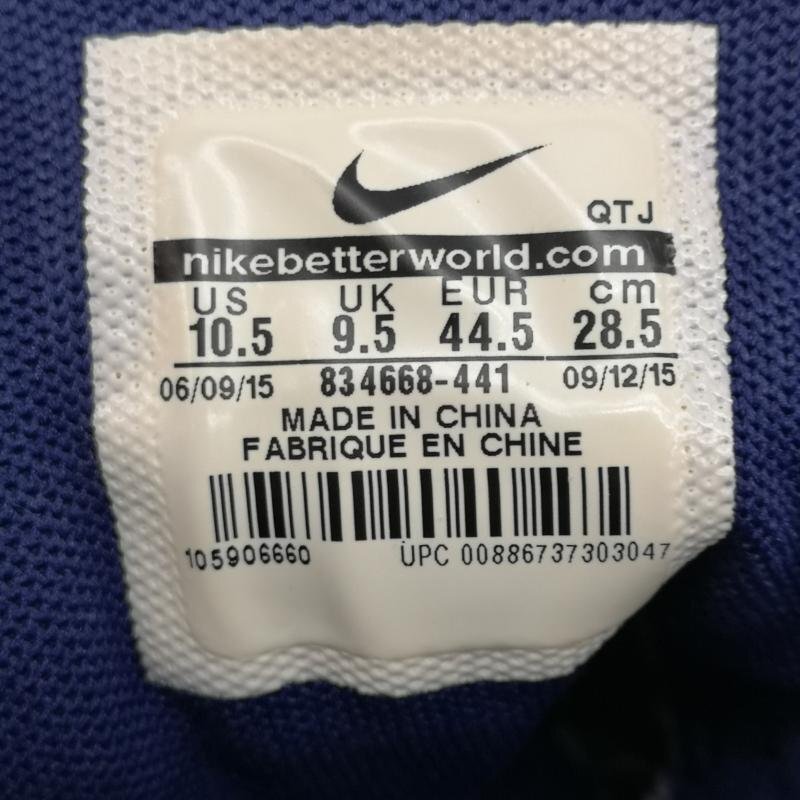 QTJ
nikebetterworld.com
US UK EUR cm
10.5 9.5 44.5 28.5
06/09/15 834668-441 09/12/15
MADE IN CHINA
FABRIQUE EN CHINE
105906660 UPC 00886737303047